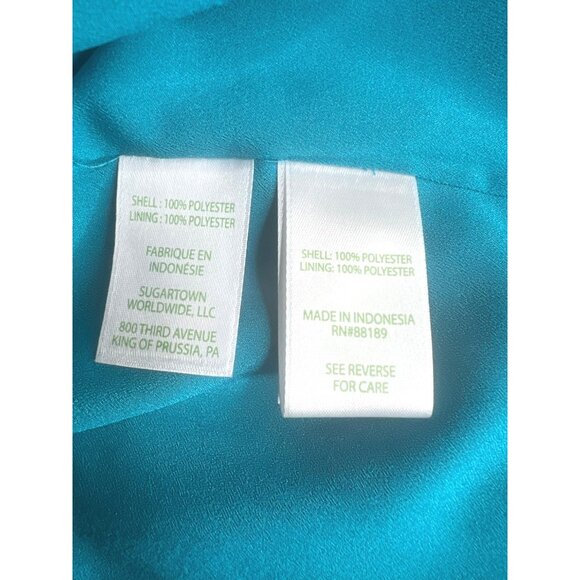 SHELL : 100% POLYESTER
LINING : 100% POLYESTER
FABRIQUE EN
INDONÉSIE
SUGARTOWN
WORLDWIDE, LLC
800 THIRD AVENUE
KING OF PRUSSIA, PA
SHELL: 100% POLYESTER
LINING: 100% POLYESTER
MADE IN INDONESIA
RN#88189
SEE REVERSE
FOR CARE